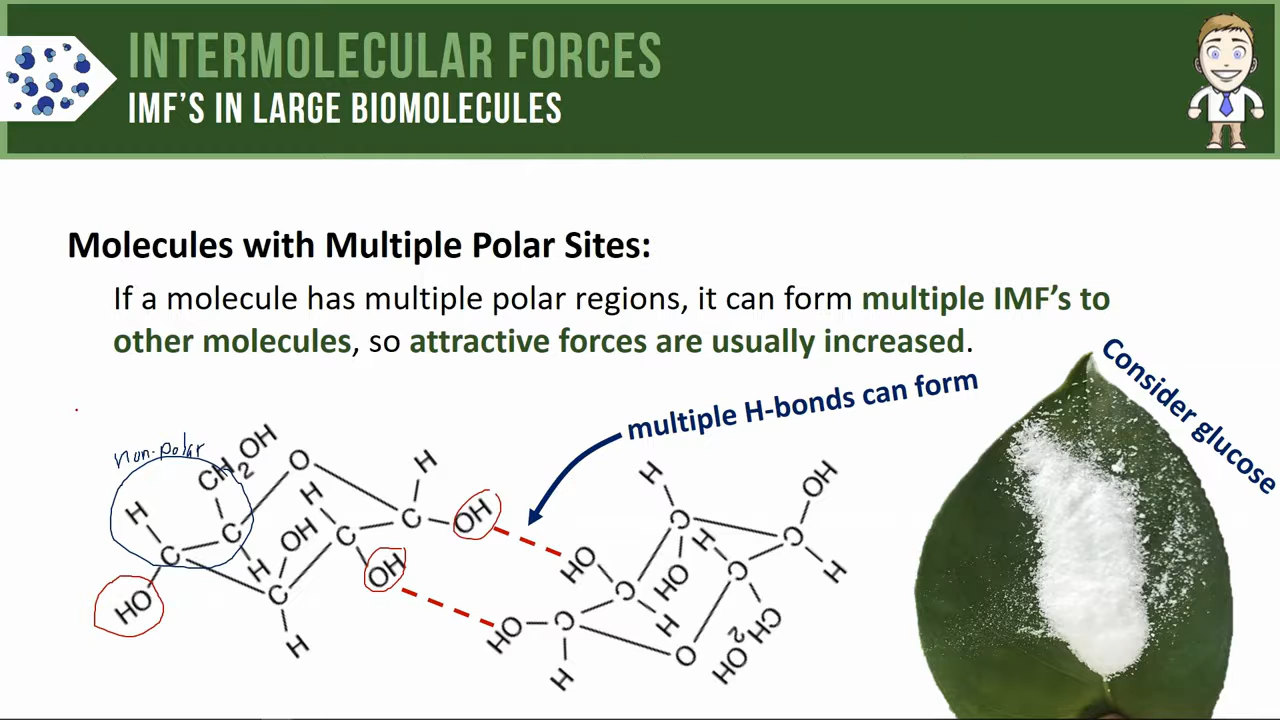 INTERMOLECULAR FORCES
IMF'S IN LARGE BIOMOLECULES
Molecules with Multiple Polar Sites:
If a molecule has multiple polar regions, it can form multiple IMF's to
other molecules, so attractive forces are usually increased.
Consider glucose
multiple H-bonds can form
non-polar
CH2OH
O
H
H
H
C
C
OH
OH
C
C
H
OH
HO
C
H
H
OH
C
H
C
HO
HO
C
C
H
C
H
HO
C
O
CH2OH
H